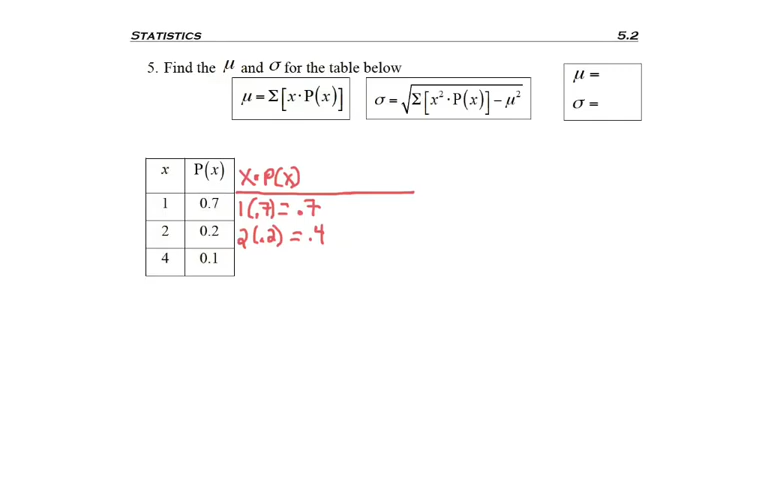 STATISTICS 5.2
5. Find the μ and σ for the table below
μ = Σ[x·P(x)]
σ = √Σ[x²·P(x)] − μ²
μ =
σ =
x P(x) X•P(X)
1 0.7 1(.7) = .7
2 0.2 2(.2) = .4
4 0.1